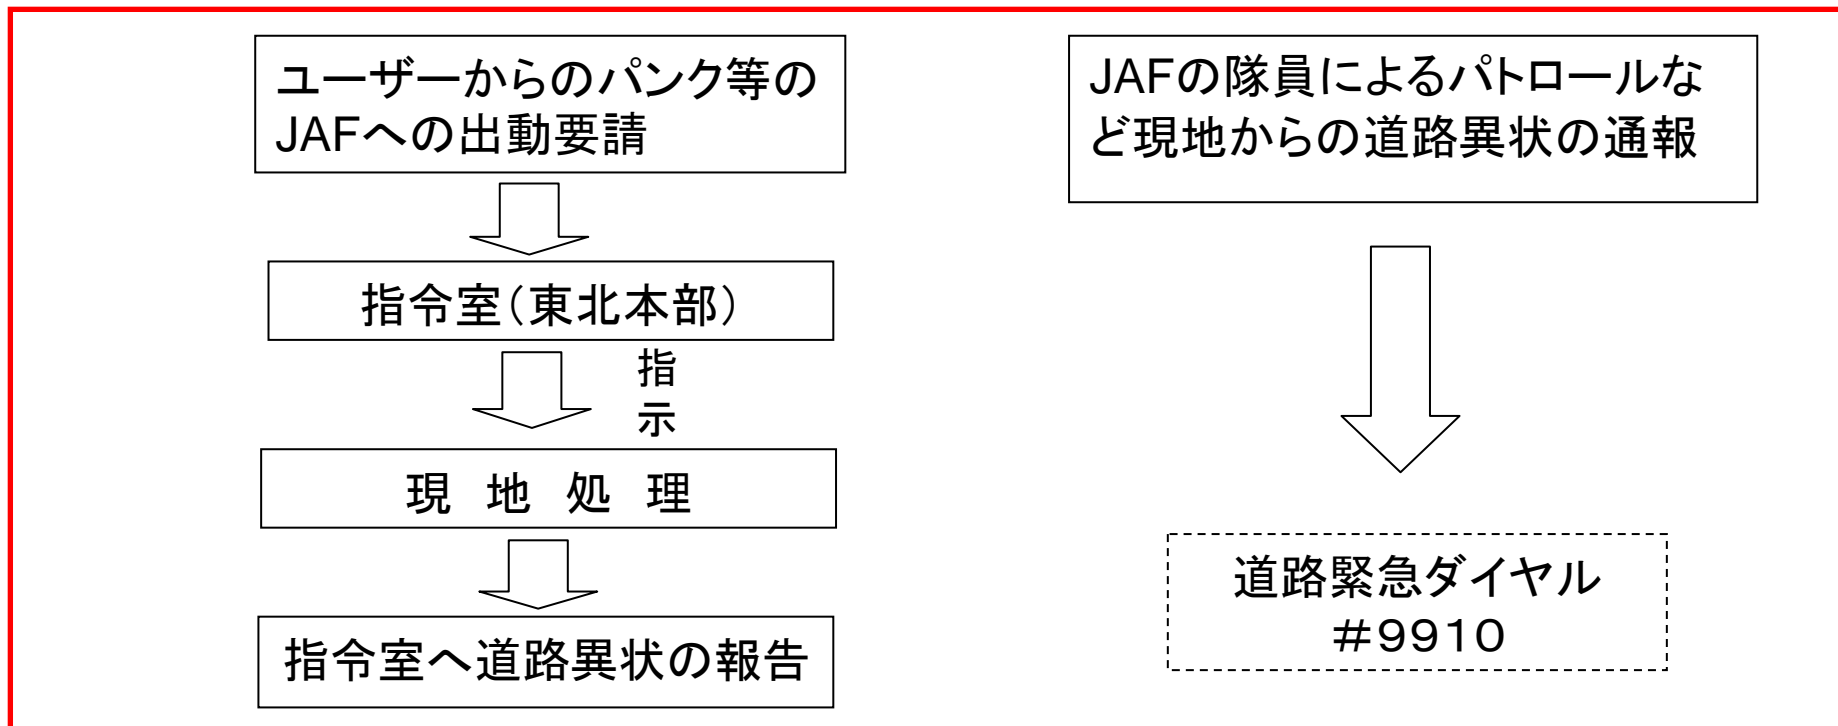 ユーザーからのパンク等の
JAFへの出動要請
指令室(東北本部)
指
示
現 地 処 理
指令室へ道路異状の報告
JAFの隊員によるパトロールな
ど現地からの道路異状の通報
道路緊急ダイヤル
#9910